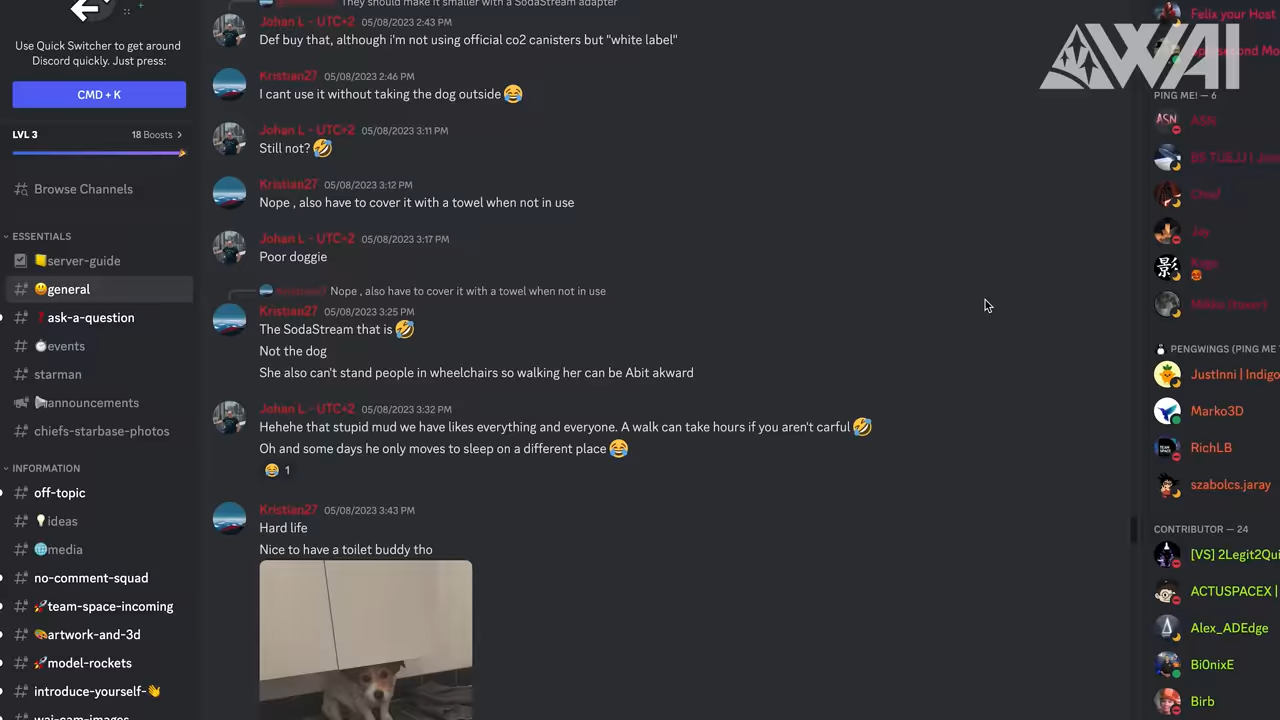 They should make it smaller with a SodaStream adapter
Johan L - UTC+2 05/08/2023 2:43 PM
Def buy that, although i'm not using official co2 canisters but "white label"
Kristian27 05/08/2023 2:46 PM
I cant use it without taking the dog outside 😂
Johan L - UTC+2 05/08/2023 3:11 PM
Still not? 🤣
Kristian27 05/08/2023 3:12 PM
Nope , also have to cover it with a towel when not in use
Johan L - UTC+2 05/08/2023 3:17 PM
Poor doggie
Nope , also have to cover it with a towel when not in use
Kristian27 05/08/2023 3:25 PM
The SodaStream that is 🤣
Not the dog
She also can't stand people in wheelchairs so walking her can be Abit akward
Johan L - UTC+2 05/08/2023 3:32 PM
Hehehe that stupid mud we have likes everything and everyone. A walk can take hours if you aren't carful 🤣
Oh and some days he only moves to sleep on a different place 😂
😂 1
Kristian27 05/08/2023 3:43 PM
Hard life
Nice to have a toilet buddy tho
Use Quick Switcher to get around
Discord quickly. Just press:
CMD + K
LVL 3 18 Boosts >
Browse Channels
ESSENTIALS
server-guide
general
ask-a-question
events
starman
announcements
chiefs-starbase-photos
INFORMATION
off-topic
ideas
media
no-comment-squad
team-space-incoming
artwork-and-3d
model-rockets
introduce-yourself-👋
wai-cam-images
WAI
Felix your Host
PING ME! — 6
ASN
ASN
Jay
PENGWINGS (PING ME
JustInni | Indigo
Marko3D
RichLB
szabolcs.jaray
CONTRIBUTOR — 24
[VS] 2Legit2Qui
ACTUSPACEX |
Alex_ADEdge
Bi0nixE
Birb